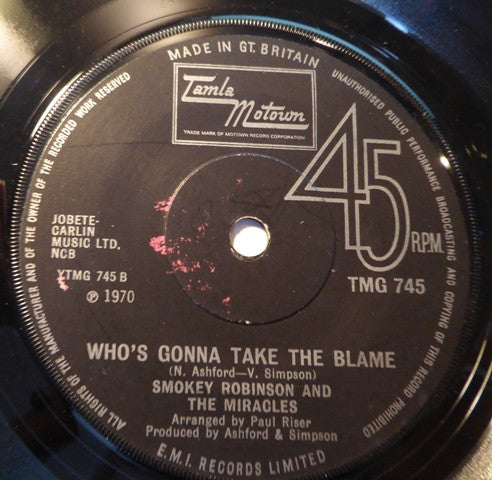 MADE IN GT. BRITAIN
Tamla
Motown
TRADE MARK OF MOTOWN RECORD CORPORATION
45
R.P.M.
TMG 745
JOBETE-
CARLIN
MUSIC LTD.
NCB
YTMG 745 B
℗ 1970
WHO'S GONNA TAKE THE BLAME
(N. Ashford—V. Simpson)
SMOKEY ROBINSON AND
THE MIRACLES
Arranged by Paul Riser
Produced by Ashford & Simpson
E.M.I. RECORDS LIMITED
ALL RIGHTS OF THE MANUFACTURER AND OF THE OWNER OF THE RECORDED WORK RESERVED
UNAUTHORISED PUBLIC PERFORMANCE BROADCASTING AND COPYING OF THIS RECORD PROHIBITED